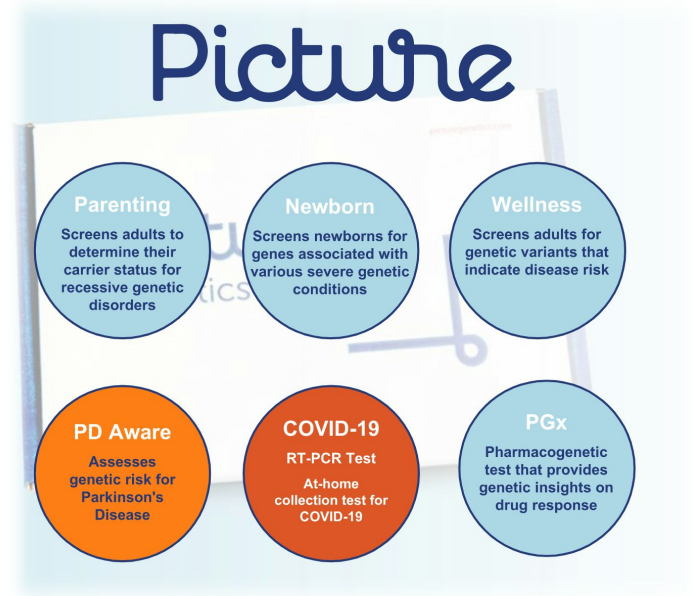 Picture
Parenting
Screens adults to
determine their
carrier status for
recessive genetic
disorders
Newborn
Screens newborns for
genes associated with
various severe genetic
conditions
Wellness
Screens adults for
genetic variants that
indicate disease risk
PD Aware
Assesses
genetic risk for
Parkinson's
Disease
COVID-19
RT-PCR Test
At-home
collection test for
COVID-19
PGx
Pharmacogenetic
test that provides
genetic insights on
drug response